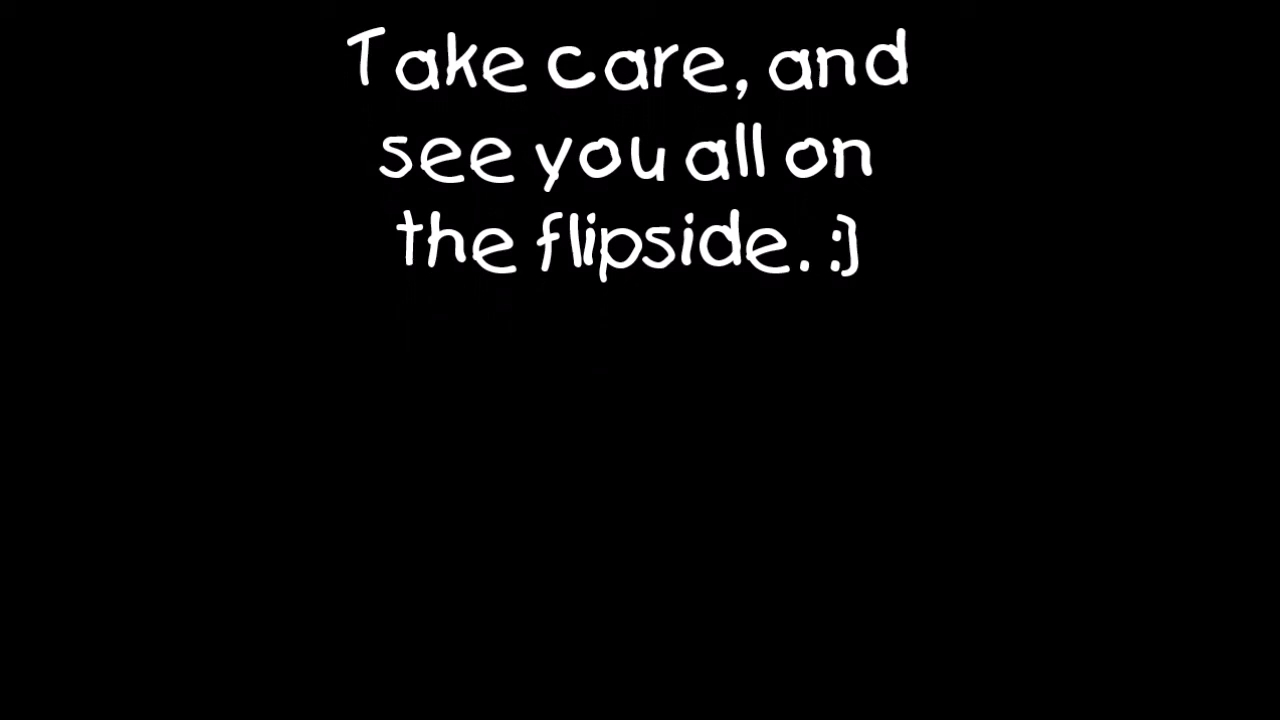 Take care, and
see you all on
the flipside. :]